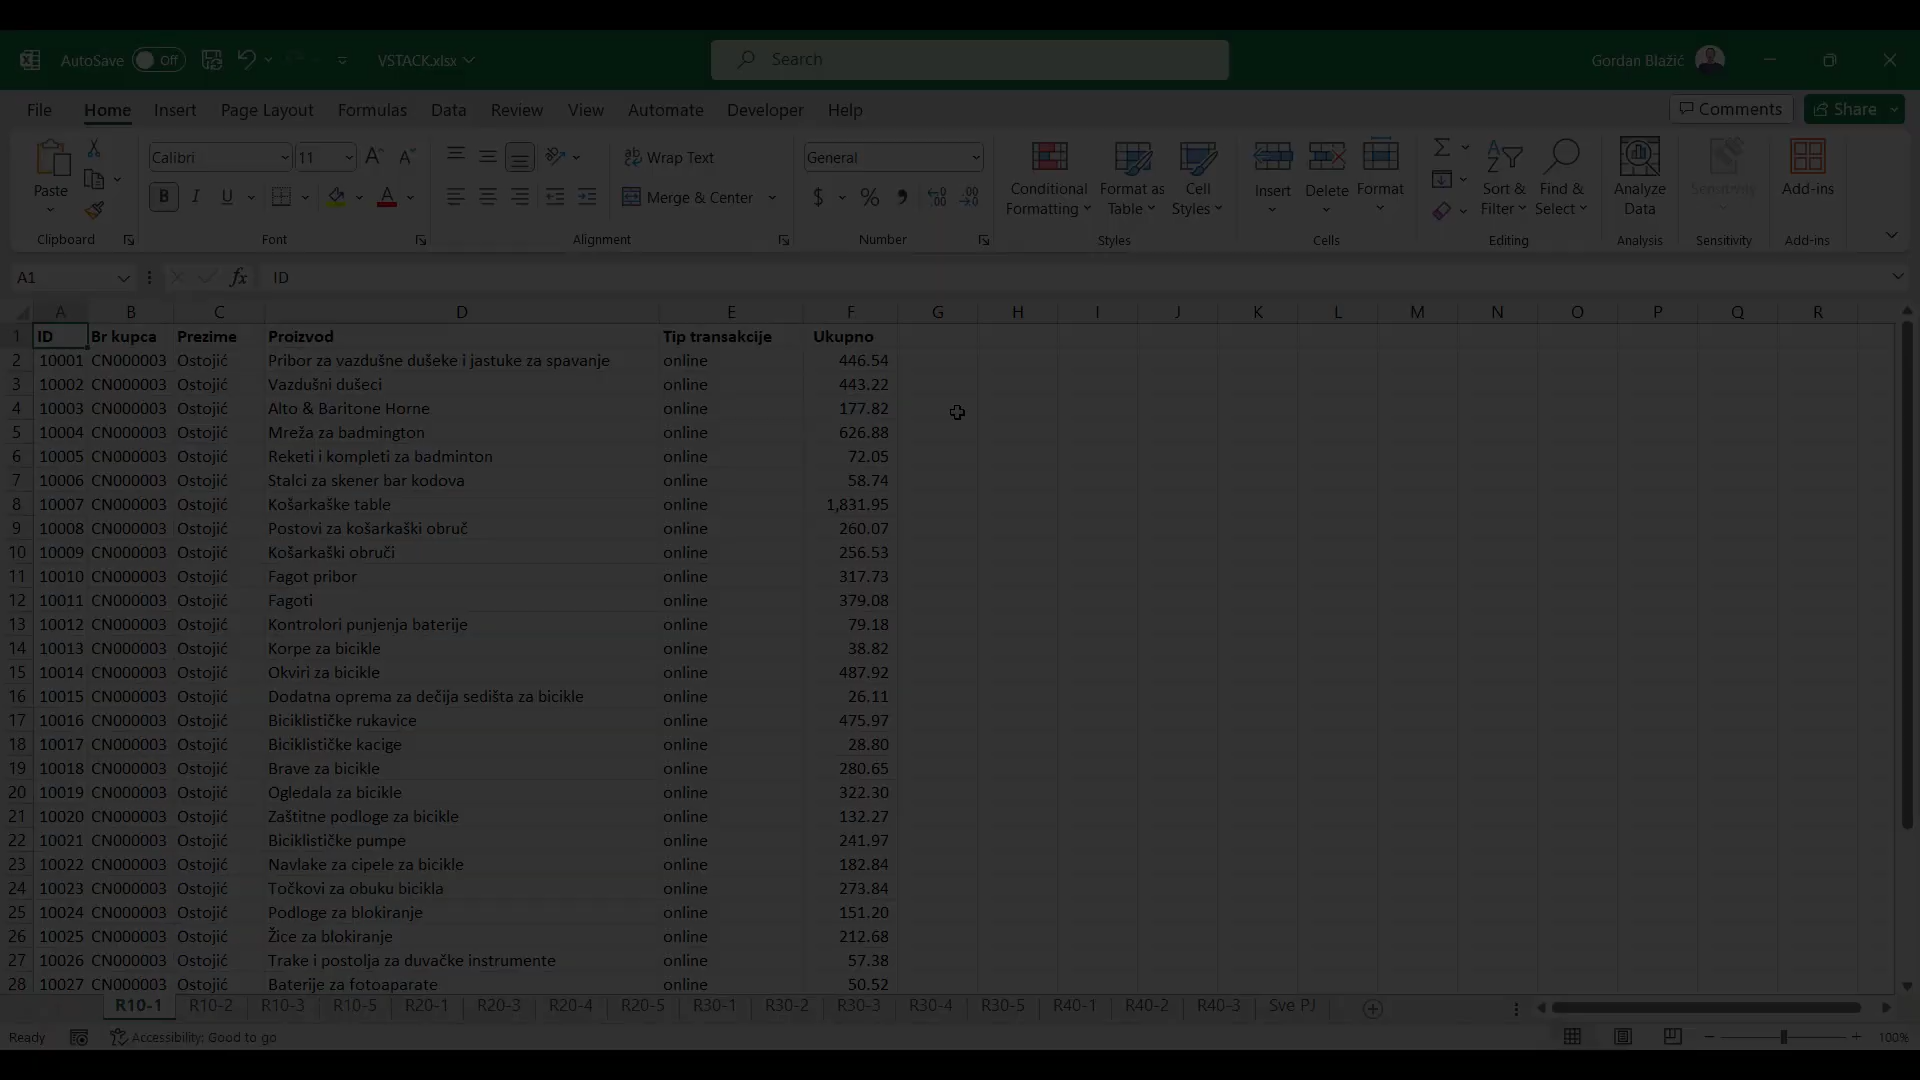 AutoSave Off VSTACK.xlsx Search Gordan Blažić
File Home Insert Page Layout Formulas Data Review View Automate Developer Help Comments Share
Paste Calibri 11 Wrap Text General Conditional Formatting Format as Table Cell Styles Insert Delete Format Sort & Filter Find & Select Analyze Data Sensitivity Add-ins
B I U A Merge & Center $ %
Clipboard Font Alignment Number Styles Cells Editing Analysis Sensitivity Add-ins
A1 fx ID
A B C D E F G H I J K L M N O P Q R
1 ID Br kupca Prezime Proizvod Tip transakcije Ukupno
2 10001 CN000003 Ostojić Pribor za vazdušne dušeke i jastuke za spavanje online 446.54
3 10002 CN000003 Ostojić Vazdušni dušeci online 443.22
4 10003 CN000003 Ostojić Alto & Baritone Horne online 177.82
5 10004 CN000003 Ostojić Mreža za badmington online 626.88
6 10005 CN000003 Ostojić Reketi i kompleti za badminton online 72.05
7 10006 CN000003 Ostojić Stalci za skener bar kodova online 58.74
8 10007 CN000003 Ostojić Košarkaške table online 1,831.95
9 10008 CN000003 Ostojić Postovi za košarkaški obruč online 260.07
10 10009 CN000003 Ostojić Košarkaški obruči online 256.53
11 10010 CN000003 Ostojić Fagot pribor online 317.73
12 10011 CN000003 Ostojić Fagoti online 379.08
13 10012 CN000003 Ostojić Kontrolori punjenja baterije online 79.18
14 10013 CN000003 Ostojić Korpe za bicikle online 38.82
15 10014 CN000003 Ostojić Okviri za bicikle online 487.92
16 10015 CN000003 Ostojić Dodatna oprema za dečija sedišta za bicikle online 26.11
17 10016 CN000003 Ostojić Biciklističke rukavice online 475.97
18 10017 CN000003 Ostojić Biciklističke kacige online 28.80
19 10018 CN000003 Ostojić Brave za bicikle online 280.65
20 10019 CN000003 Ostojić Ogledala za bicikle online 322.30
21 10020 CN000003 Ostojić Zaštitne podloge za bicikle online 132.27
22 10021 CN000003 Ostojić Biciklističke pumpe online 241.97
23 10022 CN000003 Ostojić Navlake za cipele za bicikle online 182.84
24 10023 CN000003 Ostojić Točkovi za obuku bicikla online 273.84
25 10024 CN000003 Ostojić Podloge za blokiranje online 151.20
26 10025 CN000003 Ostojić Žice za blokiranje online 212.68
27 10026 CN000003 Ostojić Trake i postolja za duvačke instrumente online 57.38
28 10027 CN000003 Ostojić Baterije za fotoaparate online 50.52
R10-1 R10-2 R10-3 R10-5 R20-1 R20-3 R20-4 R20-5 R30-1 R30-2 R30-3 R30-4 R30-5 R40-1 R40-2 R40-3 Sve PJ
Ready Accessibility: Good to go 100%